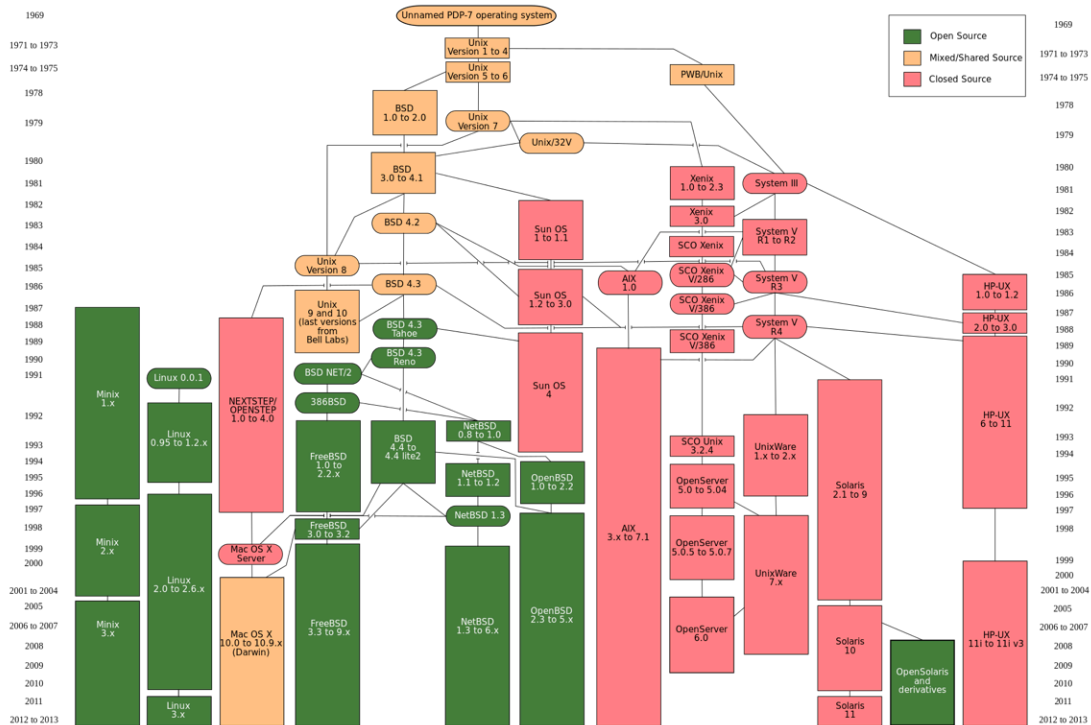 1969
Unnamed PDP-7 operating system
1969
Open Source
Mixed/Shared Source
Closed Source
1971 to 1973
Unix
Version 1 to 4
1971 to 1973
1974 to 1975
Unix
Version 5 to 6
PWB/Unix
1974 to 1975
1978
BSD
1.0 to 2.0
1978
1979
Unix
Version 7
Unix/32V
1979
1980
BSD
3.0 to 4.1
1980
1981
Xenix
1.0 to 2.3
System III
1981
1982
Xenix
3.0
1982
1983
BSD 4.2
Sun OS
1 to 1.1
System V
R1 to R2
1983
1984
SCO Xenix
1984
1985
Unix
Version 8
AIX
1.0
SCO Xenix
V/286
System V
R3
1985
1986
BSD 4.3
Sun OS
1.2 to 3.0
SCO Xenix
V/386
HP-UX
1.0 to 1.2
1986
1987
Unix
9 and 10
(last versions
from
Bell Labs)
1987
1988
BSD 4.3
Tahoe
System V
R4
HP-UX
2.0 to 3.0
1988
1989
SCO Xenix
V/386
1989
1990
BSD 4.3
Reno
1990
1991
Linux 0.0.1
BSD NET/2
1991
Minix
1.x
NEXTSTEP/
OPENSTEP
1.0 to 4.0
386BSD
Sun OS
4
HP-UX
6 to 11
1992
Linux
0.95 to 1.2.x
NetBSD
0.8 to 1.0
1992
1993
FreeBSD
1.0 to
2.2.x
BSD
4.4 to
4.4 lite2
SCO Unix
3.2.4
UnixWare
1.x to 2.x
1993
1994
NetBSD
1.1 to 1.2
OpenBSD
1.0 to 2.2
OpenServer
5.0 to 5.04
Solaris
2.1 to 9
1994
1995
1995
1996
1996
1997
NetBSD 1.3
1997
1998
FreeBSD
3.0 to 3.2
AIX
3.x to 7.1
OpenServer
5.0.5 to 5.0.7
1998
1999
Minix
2.x
Mac OS X
Server
1999
2000
Linux
2.0 to 2.6.x
UnixWare
7.x
2000
2001 to 2004
OpenBSD
2.3 to 5.x
2001 to 2004
2005
Minix
3.x
FreeBSD
3.3 to 9.x
NetBSD
1.3 to 6.x
2005
2006 to 2007
Mac OS X
10.0 to 10.9.x
(Darwin)
OpenServer
6.0
Solaris
10
HP-UX
11i to 11i v3
2006 to 2007
2008
2008
2009
OpenSolaris
and
derivatives
2009
2010
2010
2011
Linux
3.x
Solaris
11
2011
2012 to 2013
2012 to 2013